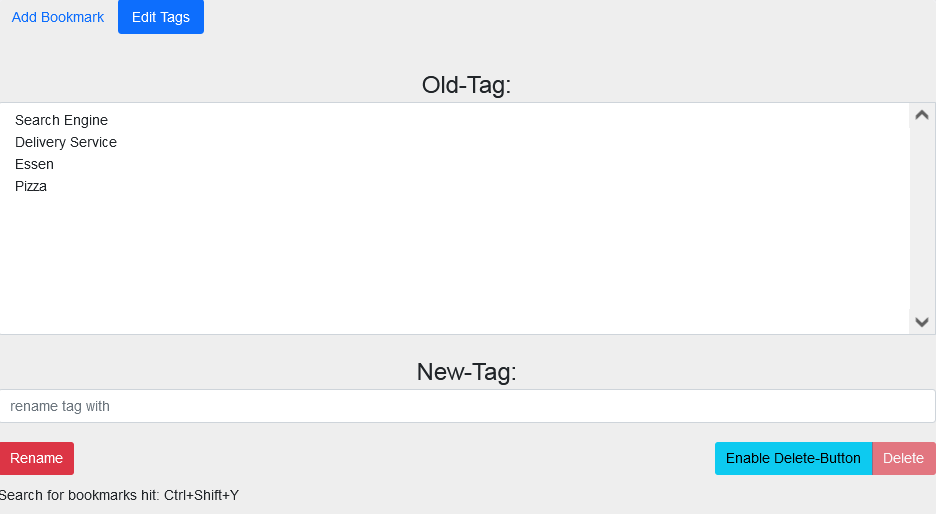 Add Bookmark Edit Tags
Old-Tag:
Search Engine
Delivery Service
Essen
Pizza
New-Tag:
rename tag with
Rename Enable Delete-Button Delete
Search for bookmarks hit: Ctrl+Shift+Y